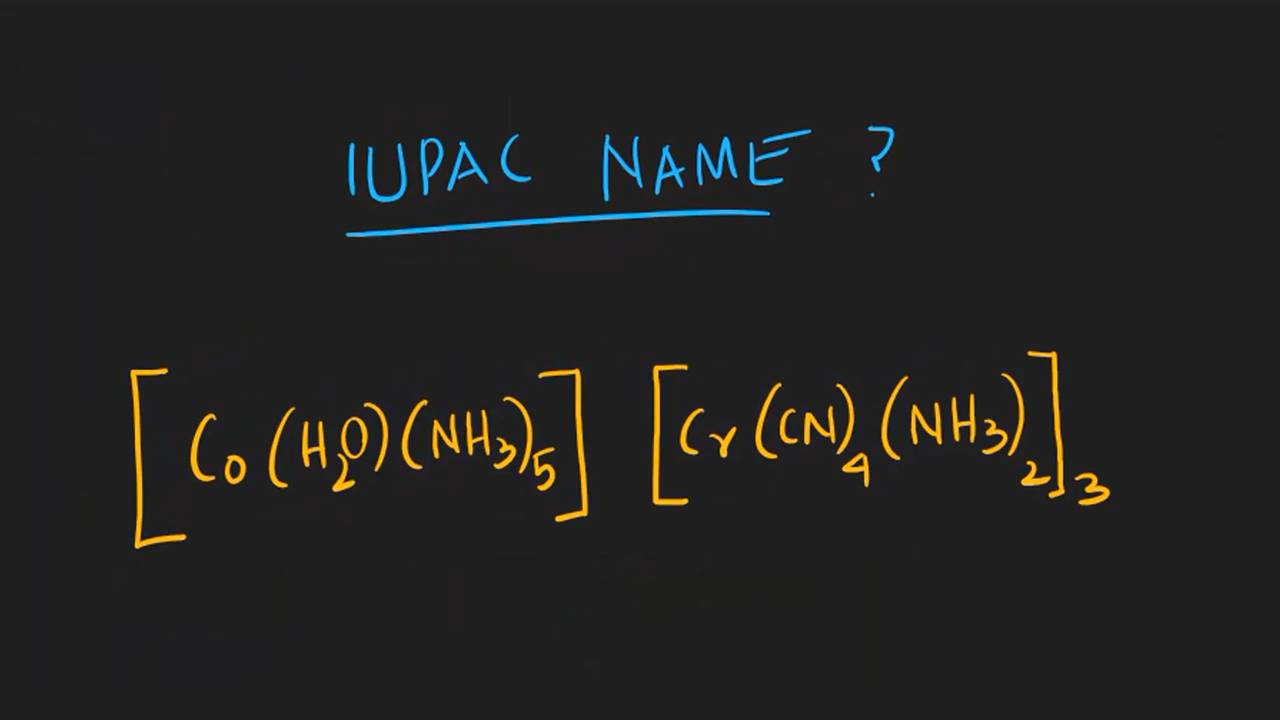 IUPAC NAME ?
[Co(H₂O)(NH₃)₅] [Cr(CN)₄(NH₃)₂]₃